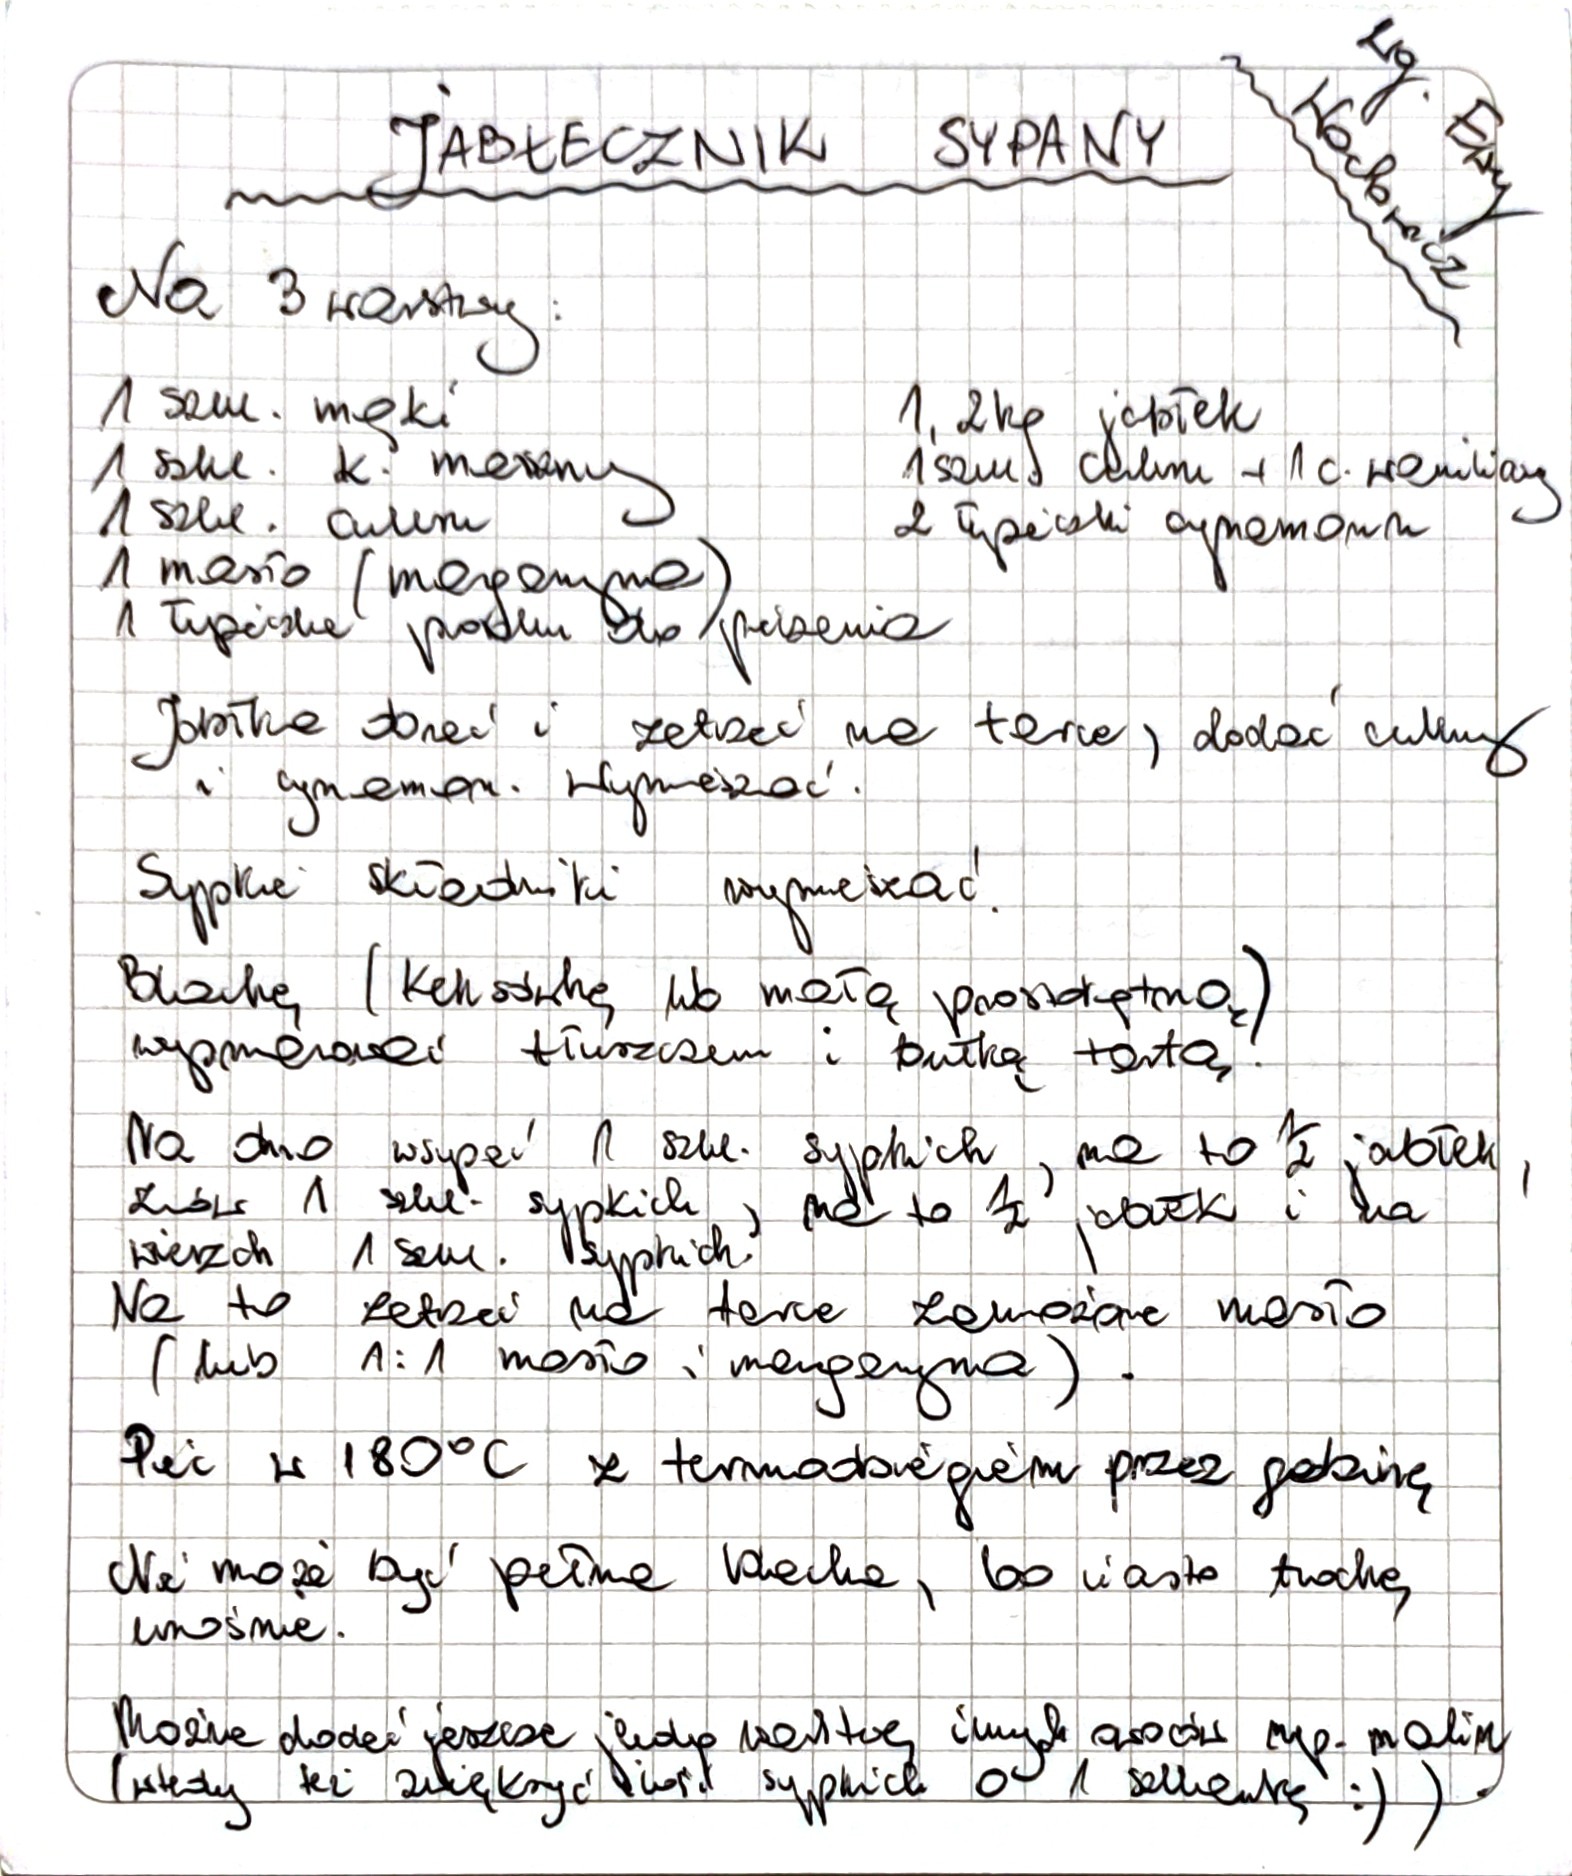 JABŁECZNIK SYPANY
wg. Ewy
Wachowicz
Na 3 warstwy:
1 szkl. mąki
1 szkl. k. manny
1 szkl. cukru
1 masło (margaryna)
1 łyżeczka proszku do pieczenia
1,2kg jabłek
1 szkl. cukru + 1 c. waniliowy
2 łyżeczki cynamonu
Jabłka obrać i zetrzeć na tarce, dodać cukry
i cynamon. Wymieszać.
Sypkie składniki wymieszać.
Blachę (keksówkę lub małą prostokątną)
wysmarować tłuszczem i bułką tartą.
Na dno wsypać 1 szkl. sypkich, na to 1/2 jabłek,
znów 1 szkl. sypkich, na to 1/2 jabłek i na
wierzch 1 szkl. sypkich.
Na to zetrzeć na tarce zamrożone masło
(lub 1:1 masło i margaryna).
Piec w 180°C z termoobiegiem przez godzinę
Nie może być pełna blacha, bo ciasto trochę
urośnie.
Można dodać jeszcze jedną warstwę innych owoców np. malin
(wtedy też zwiększyć ilość sypkich o 1 szklankę :) ).